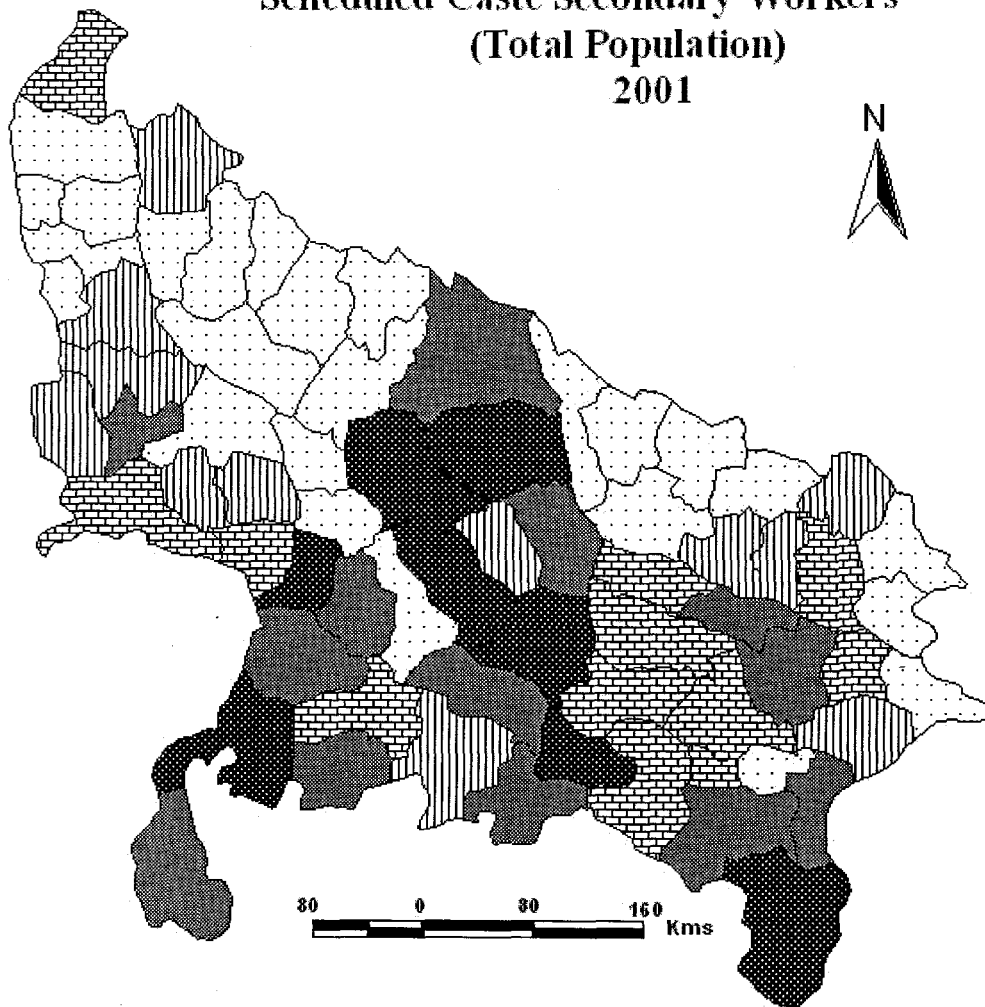 Scheduled Caste Secondary Workers
(Total Population)
2001
N
80 0 80 160
Kms